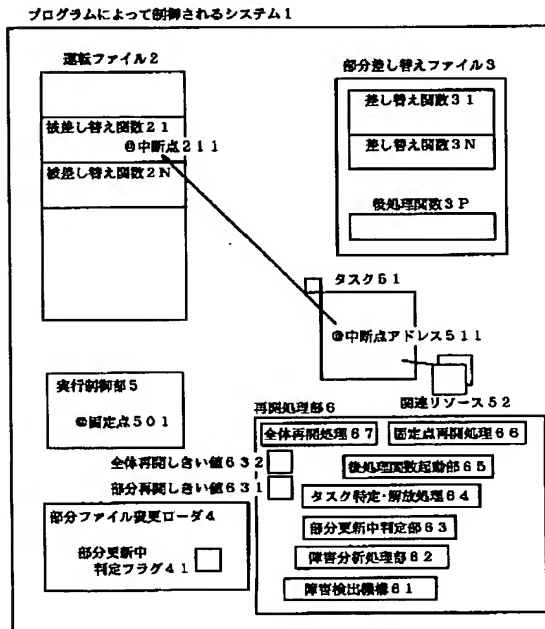 プログラムによって制御されるシステム１
運転ファイル２
被差し替え関数２１
@中断点２１１
被差し替え関数２Ｎ
部分差し替えファイル３
差し替え関数３１
差し替え関数３Ｎ
後処理関数３Ｐ
タスク５１
@中断点アドレス５１１
関連リソース５２
実行制御部５
@固定点５０１
再開処理部６
全体再開処理６７
固定点再開処理６６
全体再開しきい値６３２
後処理関数起動部６５
部分再開しきい値６３１
タスク特定・解放処理６４
部分ファイル変更ローダ４
部分更新中判定部６３
部分更新中
判定フラグ４１
障害分析処理部６２
障害検出機構６１